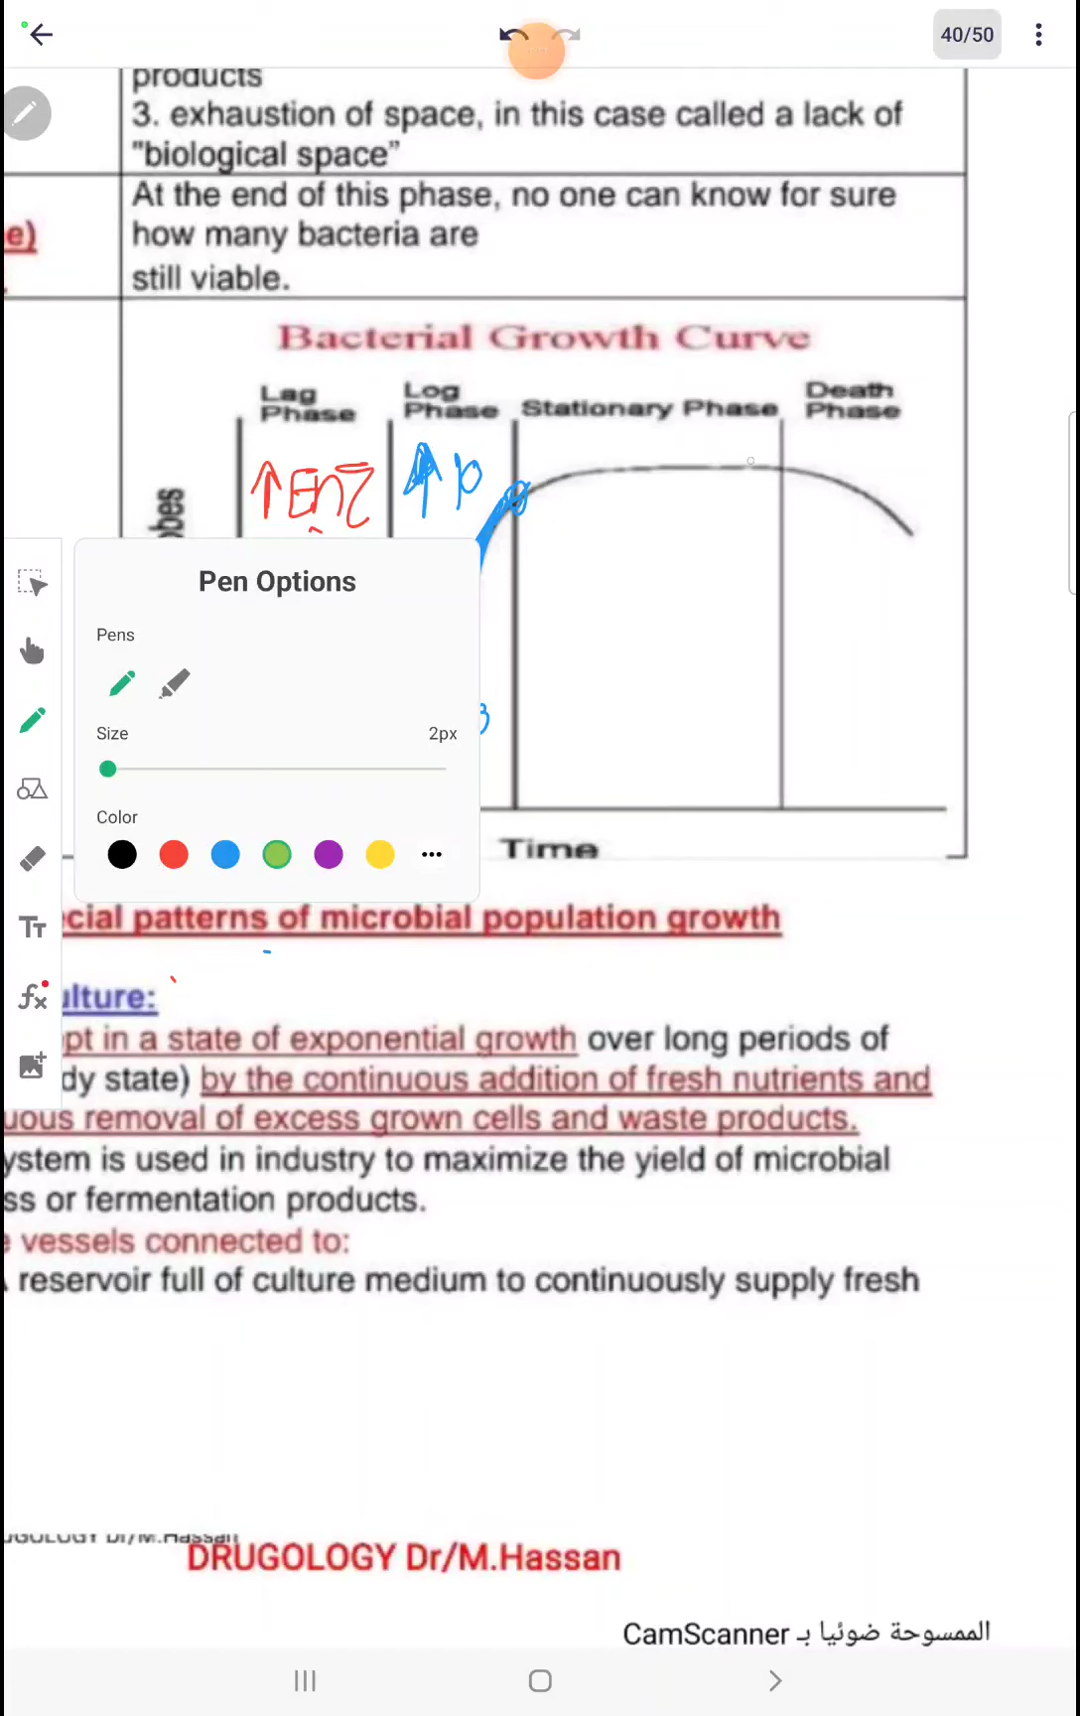 40/50
products
3. exhaustion of space, in this case called a lack of
"biological space”
At the end of this phase, no one can know for sure
e)
how many bacteria are
still viable.
Bacterial Growth Curve
Lag Phase
Log Phase
Stationary Phase
Death Phase
↑ Enz
↑ p
obes
Pen Options
Pens
Size
2px
Color
Time
cial patterns of microbial population growth
ulture:
pt in a state of exponential growth over long periods of
dy state) by the continuous addition of fresh nutrients and
uous removal of excess grown cells and waste products.
ystem is used in industry to maximize the yield of microbial
ss or fermentation products.
e vessels connected to:
reservoir full of culture medium to continuously supply fresh
UGOLOGY Dr/M.Hassan
DRUGOLOGY Dr/M.Hassan
الممسوحة ضوئيا بـ CamScanner